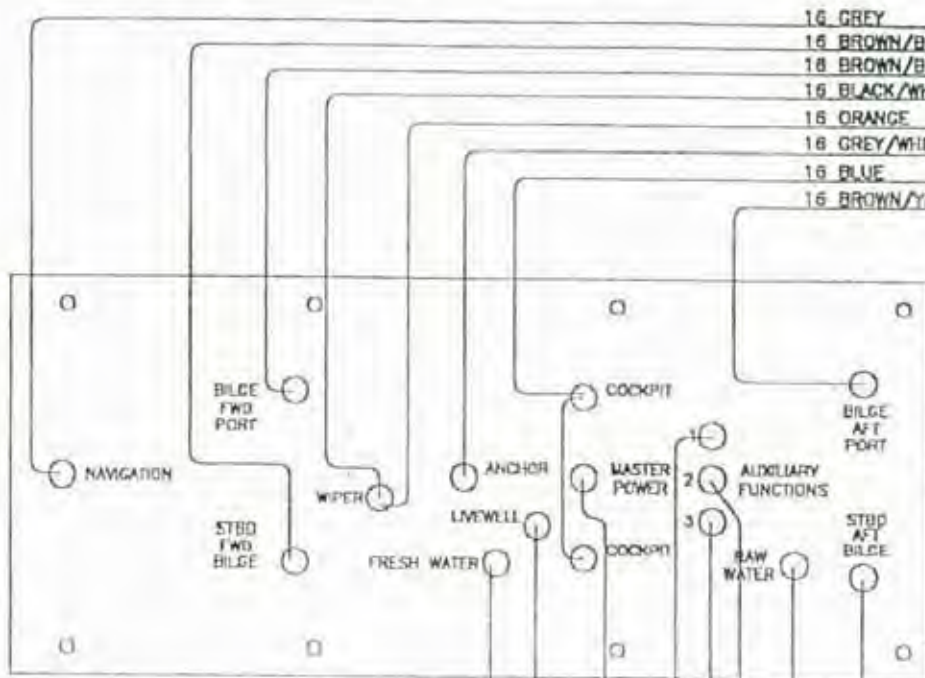 16 GREY
16 BROWN/B
16 BROWN/B
16 BLACK/WH
16 ORANGE
16 GREY/WHI
16 BLUE
16 BROWN/Y
BILGE
FWD
PORT
COCKPIT
BILGE
AFT
PORT
1
NAVIGATION
WIPER
ANCHOR
MASTER
POWER
2
AUXILIARY
FUNCTIONS
LIVEWELL
3
STBD
FWD
BILGE
FRESH WATER
COCKPIT
RAW
WATER
STBD
AFT
BILGE